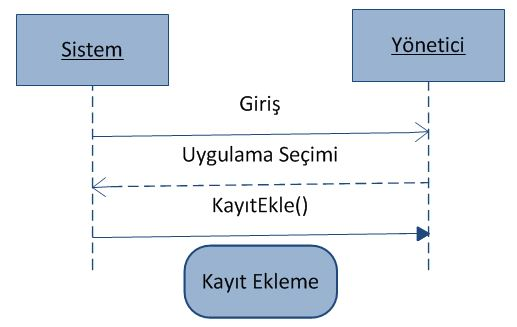 Sistem
Yönetici
Giriş
Uygulama Seçimi
KayıtEkle()
Kayıt Ekleme